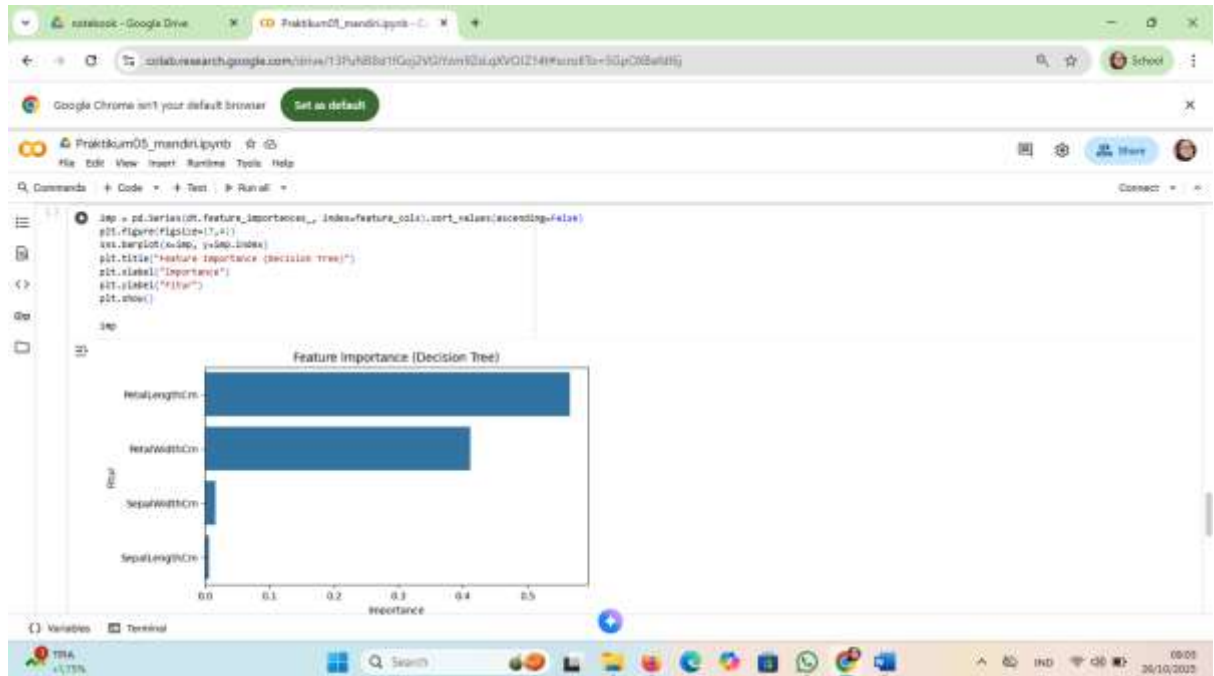 notebook - Google Drive
Praktikum05_mandiri.ipynb - C
School
Google Chrome isn't your default browser
Set as default
Praktikum05_mandiri.ipynb
File Edit View Insert Runtime Tools Help
Share
Commands + Code + Text Run all
Connect
imp = pd.Series(dt.feature_importances_, index=feature_cols).sort_values(ascending=False)
plt.figure(figsize=(7,4))
sns.barplot(x=imp, y=imp.index)
plt.title("Feature Importance (Decision Tree)")
plt.xlabel("Importance")
plt.ylabel("Fitur")
plt.show()
imp
Feature Importance (Decision Tree)
PetalLengthCm
PetalWidthCm
Fitur
SepalWidthCm
SepalLengthCm
0.0 0.1 0.2 0.3 0.4 0.5
Importance
Variables Terminal
Search
IND